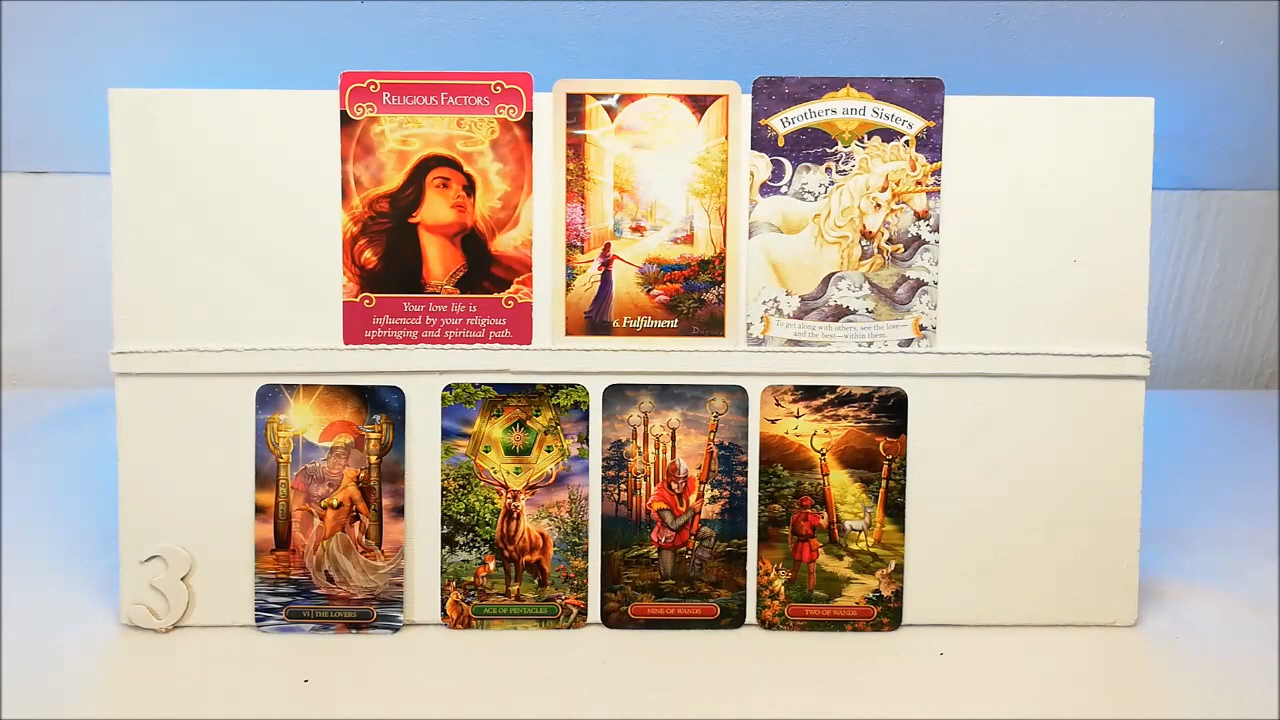 RELIGIOUS FACTORS
Your love life is
influenced by your religious
upbringing and spiritual path.
6. Fulfilment
Brothers and Sisters
To get along with others, see the love—
and the best—within them.
3
VI | THE LOVERS
ACE OF PENTACLES
NINE OF WANDS
TWO OF WANDS